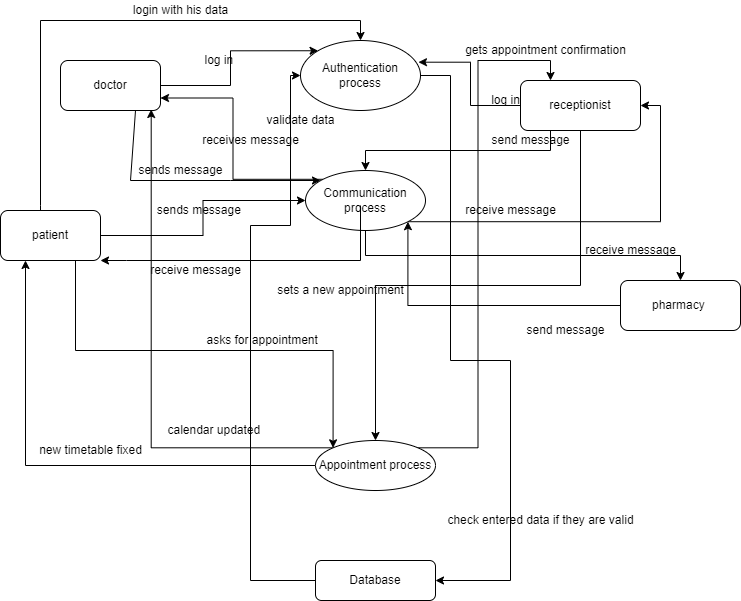 login with his data
gets appointment confirmation
log in
Authentication
process
doctor
log in
receptionist
validate data
receives message
send message
sends message
Communication
process
sends message
receive message
patient
receive message
receive message
sets a new appointment
pharmacy
send message
asks for appointment
calendar updated
new timetable fixed
Appointment process
check entered data if they are valid
Database